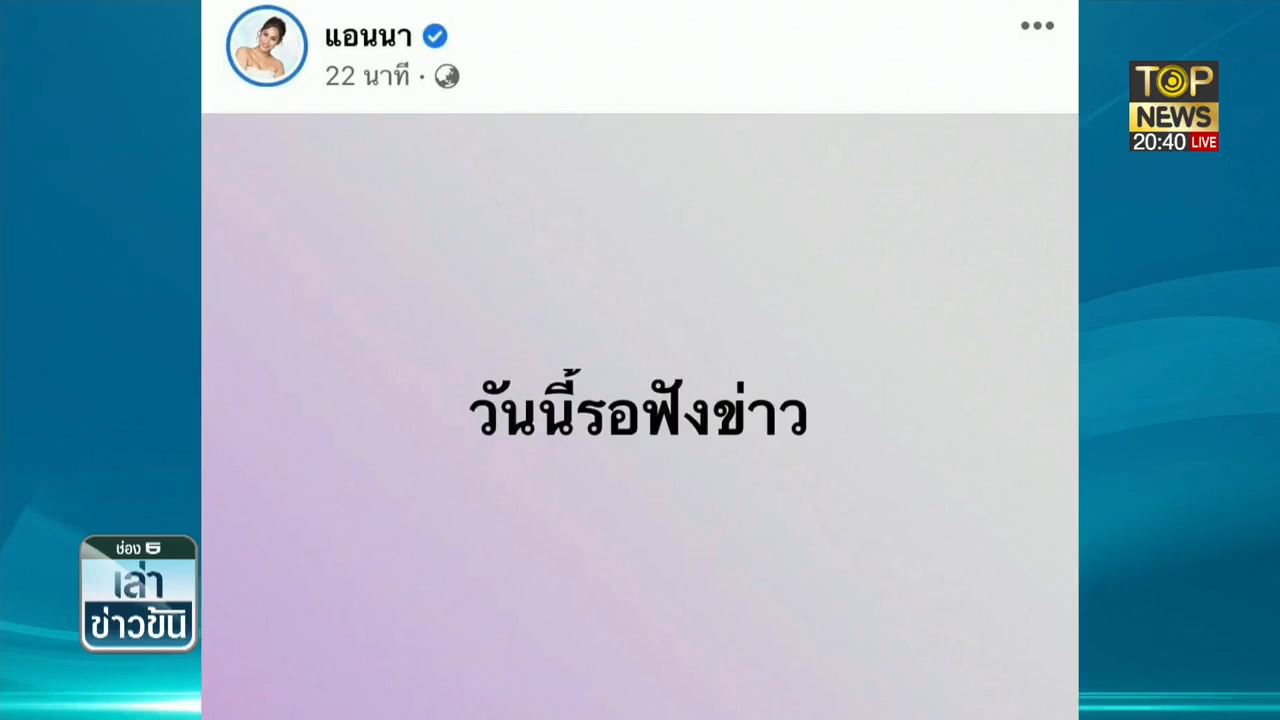 แอนนา
22 นาที ·
TOP
NEWS
20:40 LIVE
วันนี้รอฟังข่าว
ช่อง 5
เล่า
ข่าวข้น